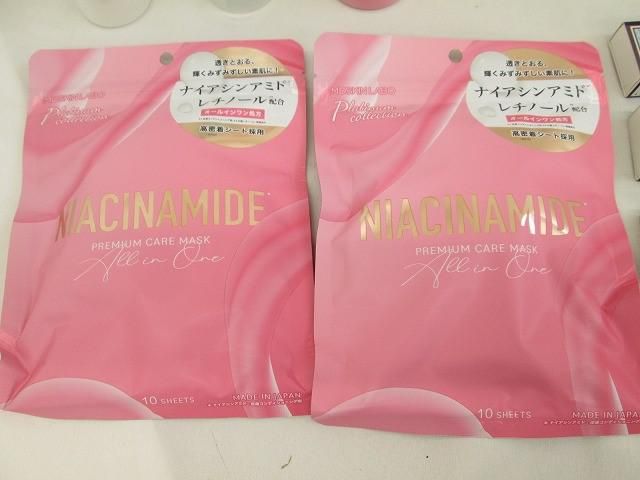 MOSHIN LABO
Platinum
collection
透きとおる、
輝くみずみずしい素肌に!
ナイアシンアミド*
レチノール 配合
オールインワン処方
高密着シート採用
NIACINAMIDE*
PREMIUM CARE MASK
All in One
10 SHEETS
MADE IN JAPAN
MOSHIN LABO
Platinum
collection
透きとおる、
輝くみずみずしい素肌に!
ナイアシンアミド*
レチノール 配合
オールインワン処方
高密着シート採用
NIACINAMIDE*
PREMIUM CARE MASK
All in One
10 SHEETS
MADE IN JAPAN